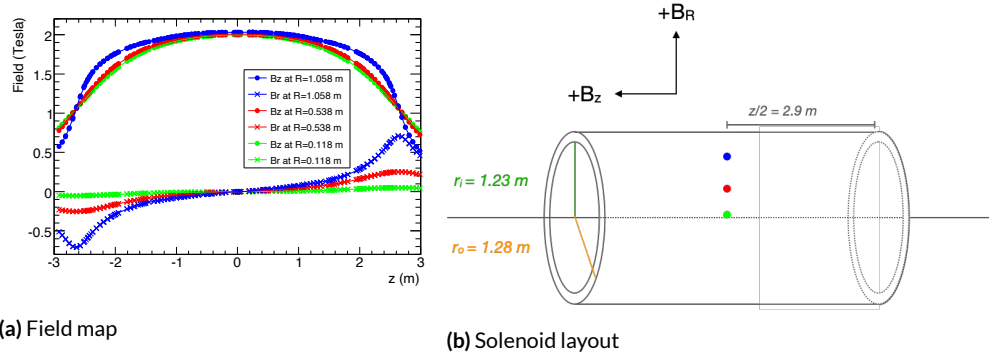 Field (Tesla)
2
1.5
1
0.5
0
-0.5
Bz at R=1.058 m
Br at R=1.058 m
Bz at R=0.538 m
Br at R=0.538 m
Bz at R=0.118 m
Br at R=0.118 m
-3 -2 -1 0 1 2 3
z (m)
(a) Field map
+BR
+Bz
z/2 = 2.9 m
ri = 1.23 m
ro = 1.28 m
(b) Solenoid layout